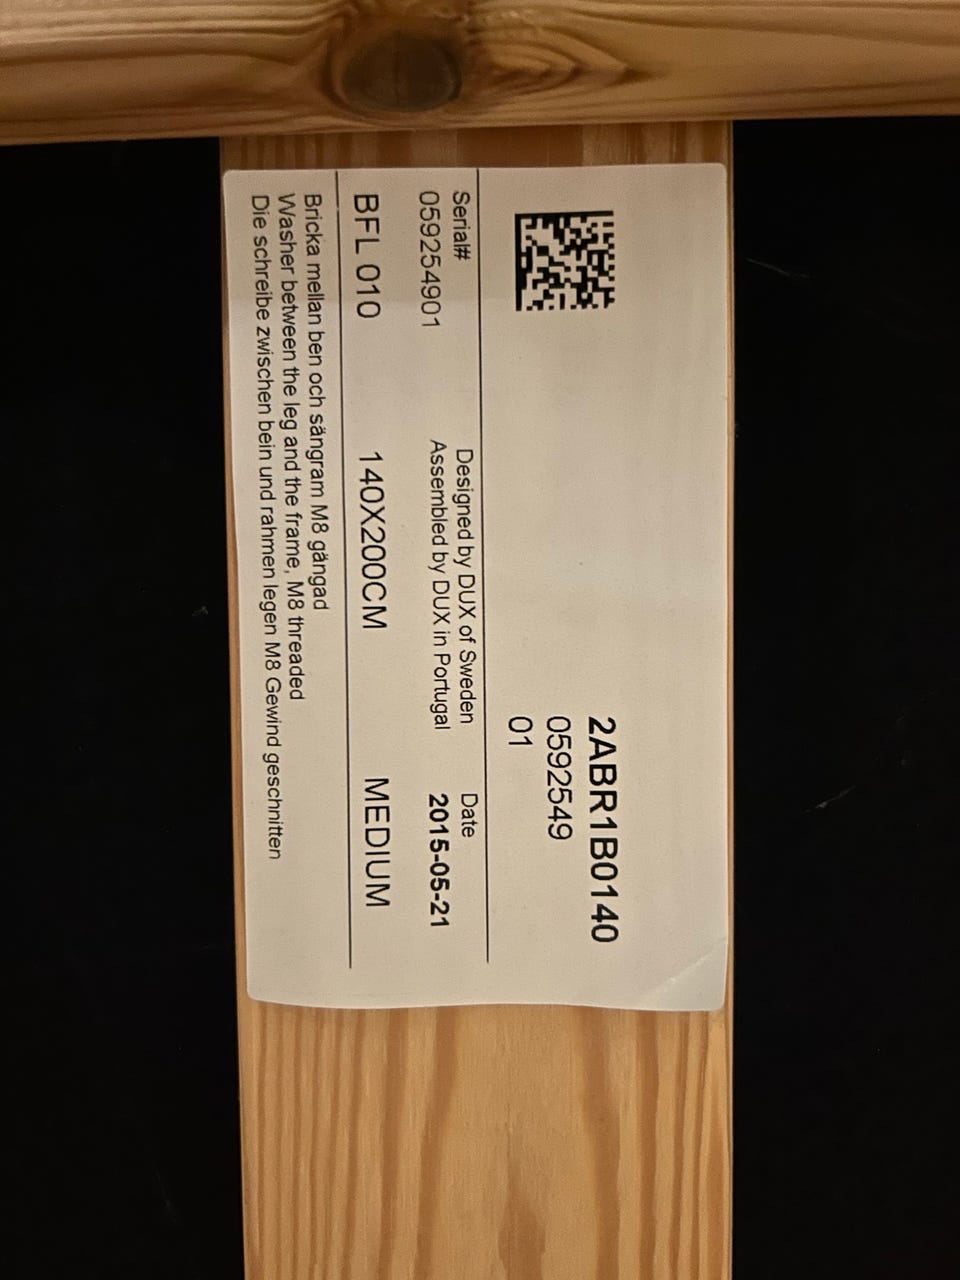 2ABR1B0140
0592549
01
Serial#
059254901
Designed by DUX of Sweden
Assembled by DUX in Portugal
Date
2015-05-21
BFL 010
140X200CM
MEDIUM
Bricka mellan ben och sängram M8 gängad
Washer between the leg and the frame, M8 threaded
Die schreibe zwischen bein und rahmen legen M8 Gewind geschnitten